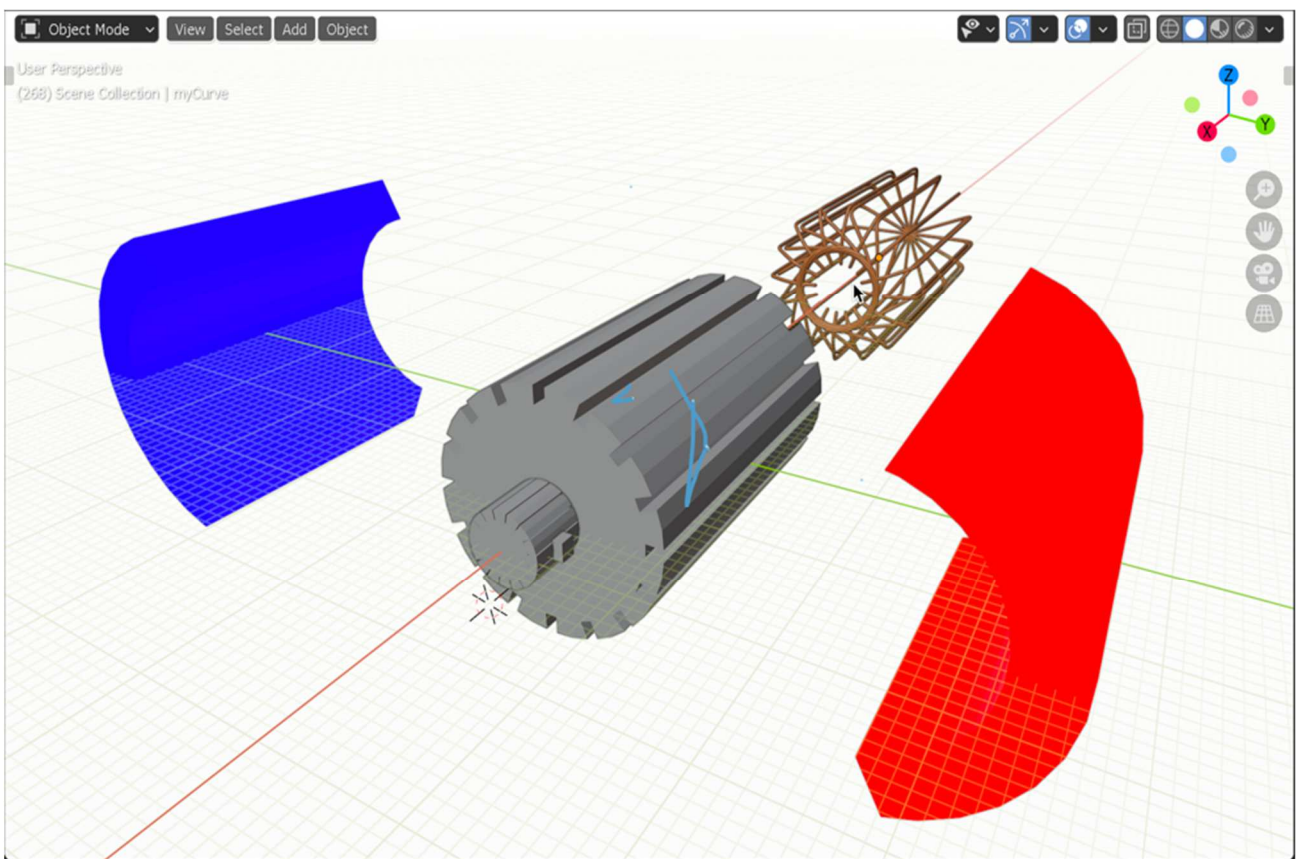 Object Mode View Select Add Object
User Perspective
(268) Scene Collection | myCurve
Z
X Y